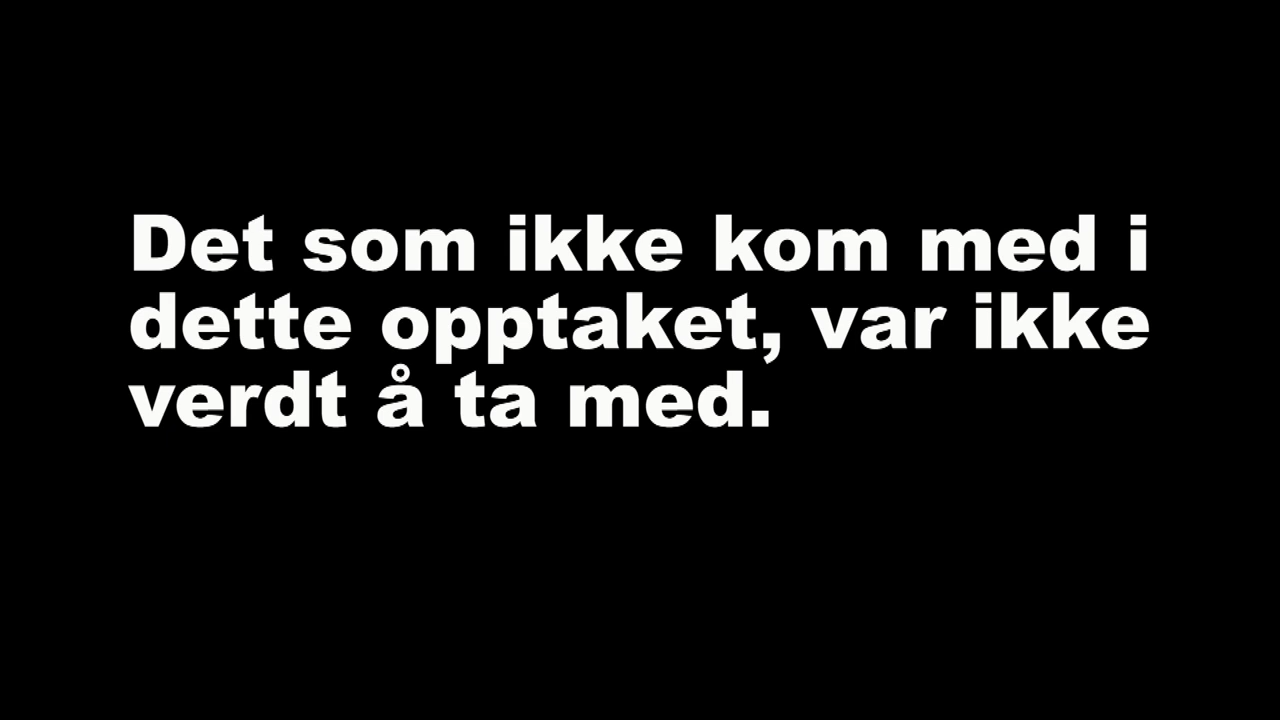 Det som ikke kom med i
dette opptaket, var ikke
verdt å ta med.